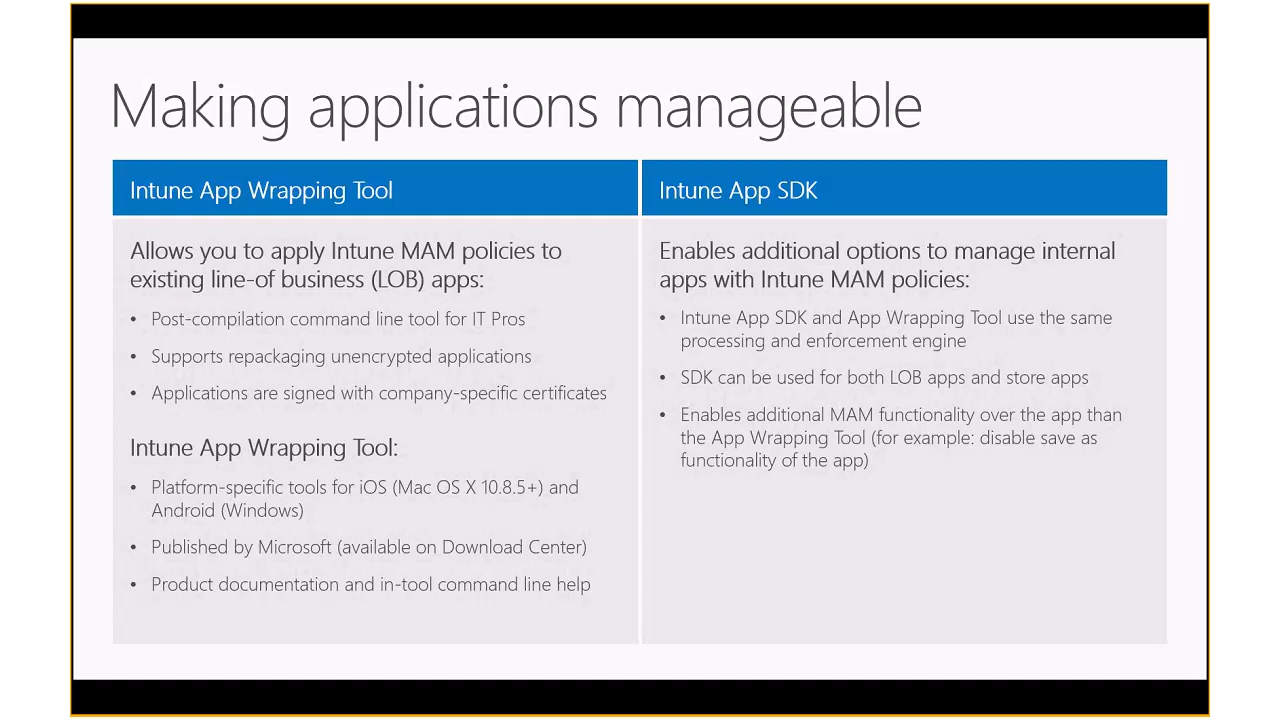 Making applications manageable
Intune App Wrapping Tool
Allows you to apply Intune MAM policies to
existing line-of business (LOB) apps:
• Post-compilation command line tool for IT Pros
• Supports repackaging unencrypted applications
• Applications are signed with company-specific certificates
Intune App Wrapping Tool:
• Platform-specific tools for iOS (Mac OS X 10.8.5+) and
Android (Windows)
• Published by Microsoft (available on Download Center)
• Product documentation and in-tool command line help
Intune App SDK
Enables additional options to manage internal
apps with Intune MAM policies:
• Intune App SDK and App Wrapping Tool use the same
processing and enforcement engine
• SDK can be used for both LOB apps and store apps
• Enables additional MAM functionality over the app than
the App Wrapping Tool (for example: disable save as
functionality of the app)